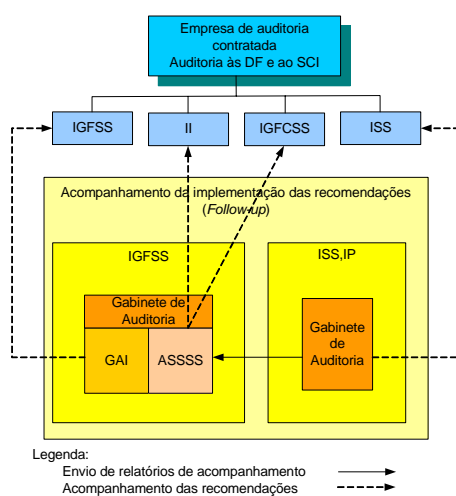 Empresa de auditoria
contratada
Auditoria às DF e ao SCI
IGFSS
II
IGFCSS
ISS
Acompanhamento da implementação das recomendações
(Follow-up)
IGFSS
ISS,IP
Gabinete de
Auditoria
GAI
ASSSS
Gabinete
de
Auditoria
Legenda:
Envio de relatórios de acompanhamento
Acompanhamento das recomendações